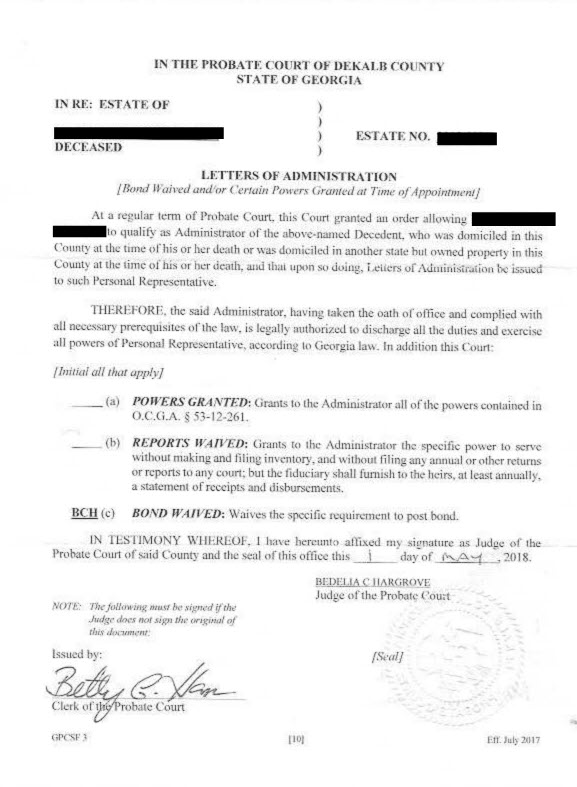 IN THE PROBATE COURT OF DEKALB COUNTY
STATE OF GEORGIA
IN RE: ESTATE OF )
)
) ESTATE NO.
DECEASED )
LETTERS OF ADMINISTRATION
[Bond Waived and/or Certain Powers Granted at Time of Appointment]
At a regular term of Probate Court, this Court granted an order allowing
to qualify as Administrator of the above-named Decedent, who was domiciled in this
County at the time of his or her death or was domiciled in another state but owned property in this
County at the time of his or her death, and that upon so doing, Letters of Administration be issued
to such Personal Representative.
THEREFORE, the said Administrator, having taken the oath of office and complied with
all necessary prerequisites of the law, is legally authorized to discharge all the duties and exercise
all powers of Personal Representative, according to Georgia law. In addition this Court:
[Initial all that apply]
____ (a) POWERS GRANTED: Grants to the Administrator all of the powers contained in
O.C.G.A. § 53-12-261.
____ (b) REPORTS WAIVED: Grants to the Administrator the specific power to serve
without making and filing inventory, and without filing any annual or other returns
or reports to any court; but the fiduciary shall furnish to the heirs, at least annually,
a statement of receipts and disbursements.
BCH (c) BOND WAIVED: Waives the specific requirement to post bond.
IN TESTIMONY WHEREOF, I have hereunto affixed my signature as Judge of the
Probate Court of said County and the seal of this office this 1 day of MAY, 2018.
BEDELIA C HARGROVE
Judge of the Probate Court
NOTE: The following must be signed if the
Judge does not sign the original of
this document:
Issued by:
[Seal]
Betty G.
Clerk of the Probate Court
GPCSF 3 [10] Eff. July 2017